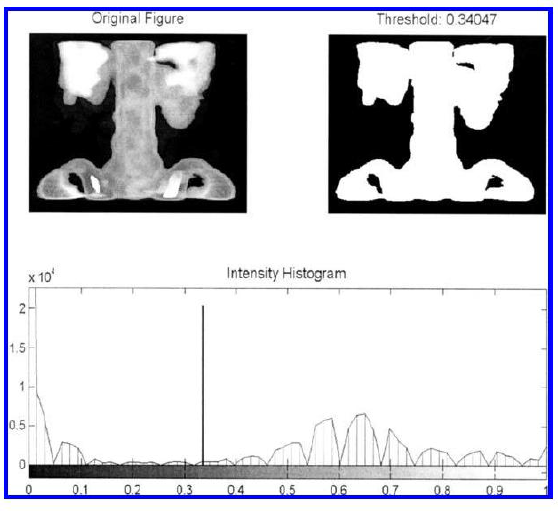 Original Figure
Threshold: 0.34047
x 10⁴
Intensity Histogram
2
1.5
1
0.5
0
0 0.1 0.2 0.3 0.4 0.5 0.6 0.7 0.8 0.9 1